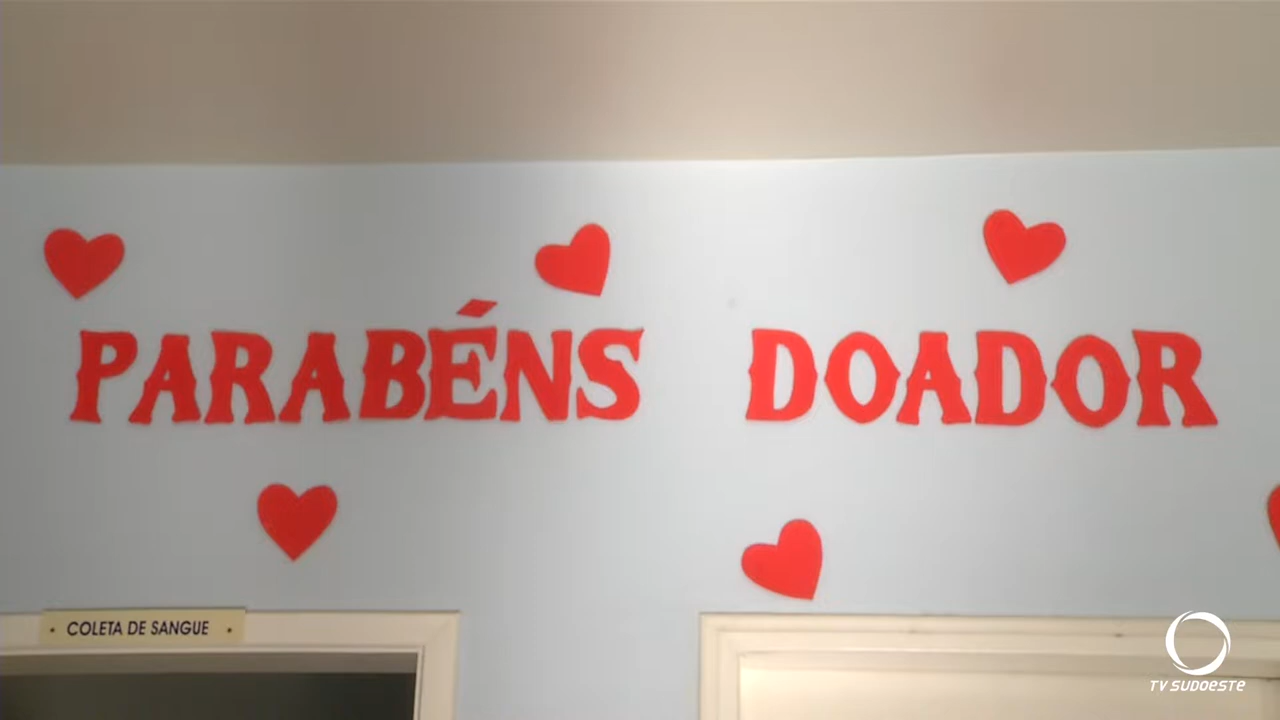 PARABÉNS DOADOR
• COLETA DE SANGUE •
TV SUDOESTE